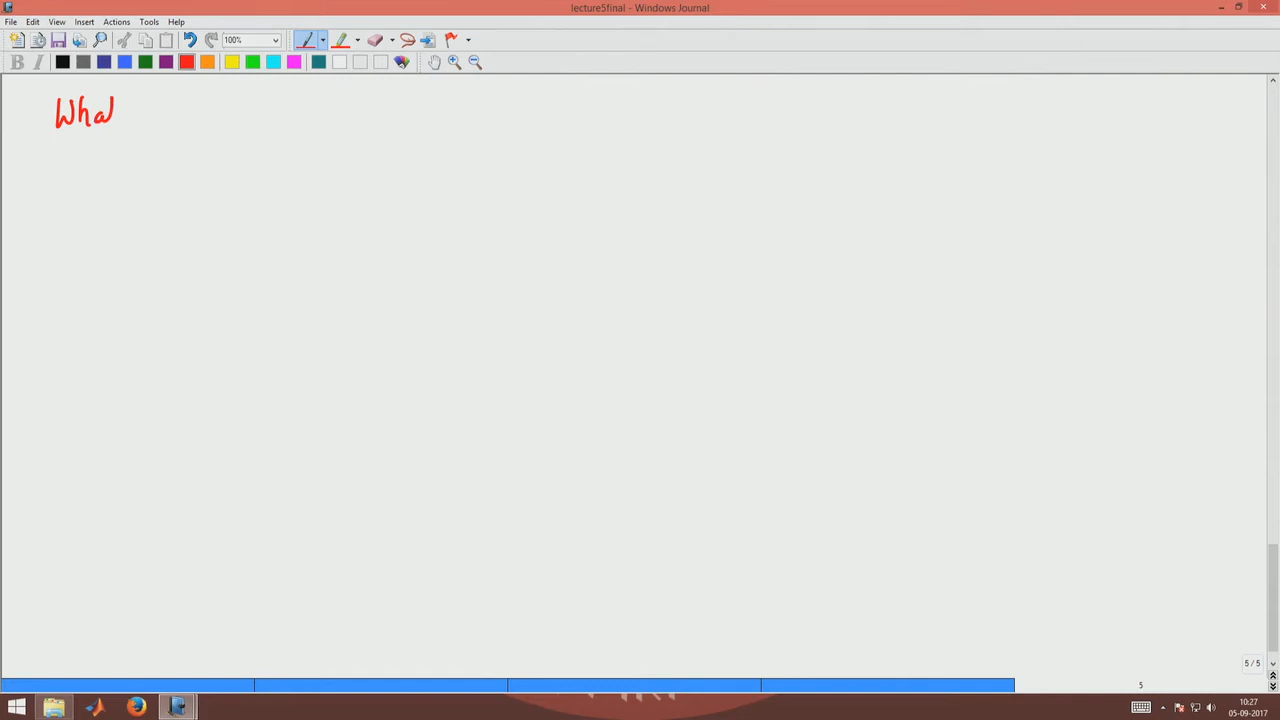 lecture5final - Windows Journal
File Edit View Insert Actions Tools Help
100%
B I
Wha
5 / 5
5
10:27
05-09-2017